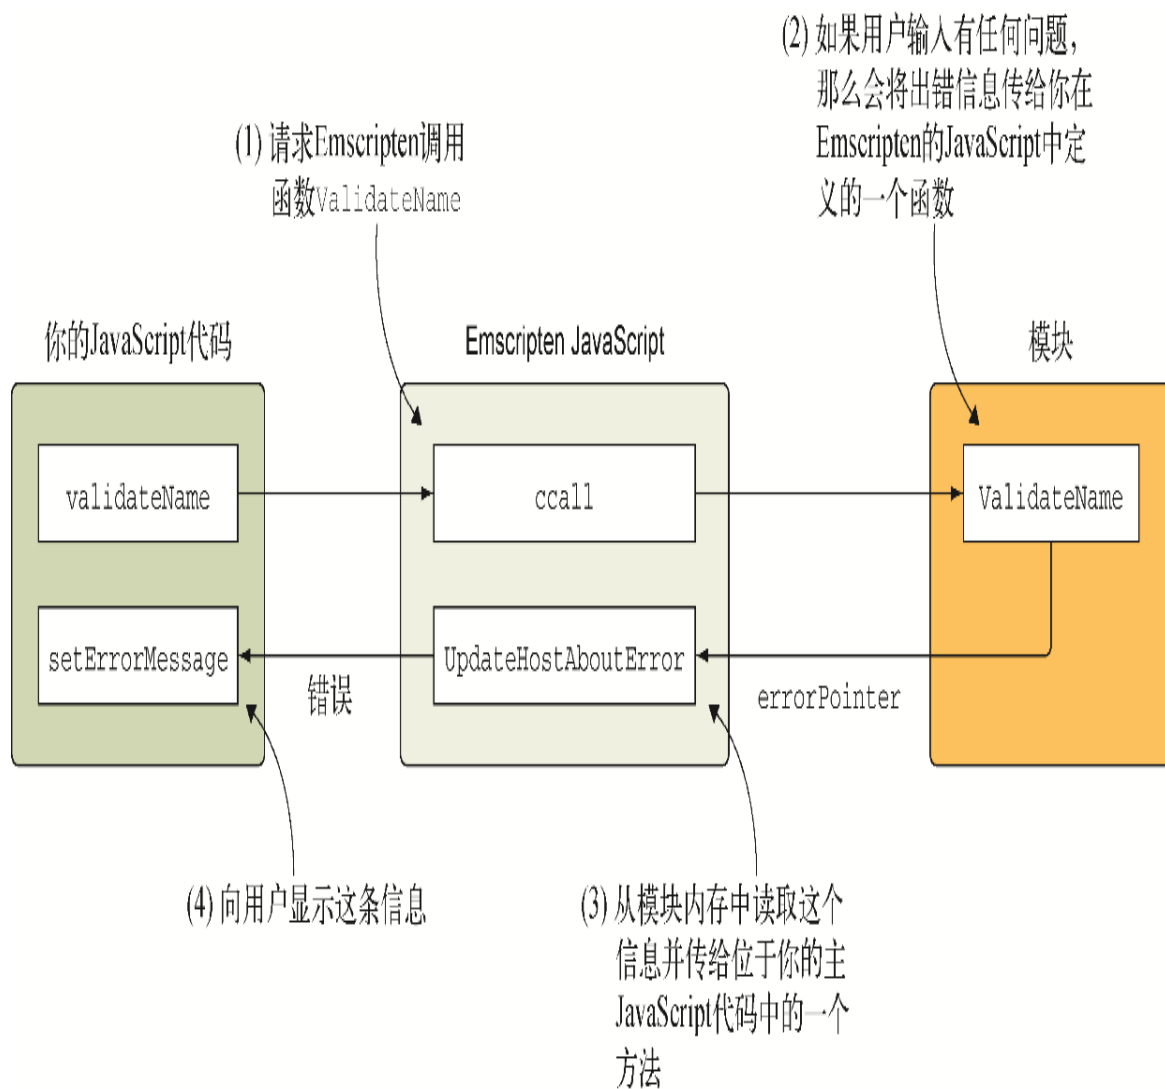 (2) 如果用户输入有任何问题，
那么会将出错信息传给你在
Emscripten的JavaScript中定
义的一个函数
(1) 请求Emscripten调用
函数ValidateName
你的JavaScript代码
Emscripten JavaScript
模块
validateName
ccall
ValidateName
setErrorMessage
UpdateHostAboutError
错误
errorPointer
(4) 向用户显示这条信息
(3) 从模块内存中读取这个
信息并传给位于你的主
JavaScript代码中的一个
方法